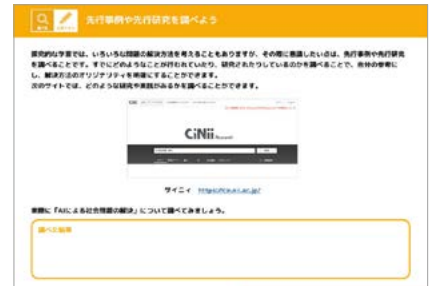 先行事例や先行研究を調べよう
探究的な学習では、いろいろな問題の解決方法を考えることもありますが、その際に意識したいのは、先行事例や先行研究
を調べることです。すでにどのようなことが行われていたり、研究されたりしているのかを調べることで、自分の参考に
し、解決方法のオリジナリティを明確にすることができます。
次のサイトでは、どのような研究や実践があるかを調べることができます。
CiNii Research
サイニィ https://cir.nii.ac.jp/
実際に「AIによる社会問題の解決」について調べてみましょう。
調べた結果